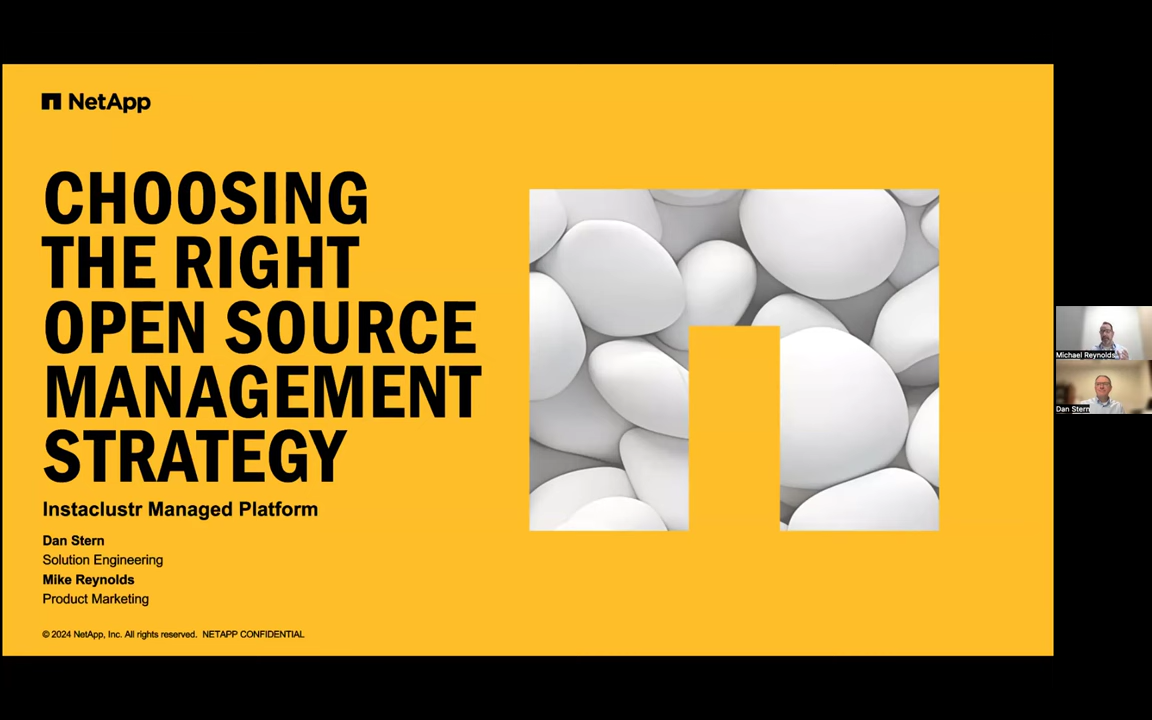 NetApp
CHOOSING
THE RIGHT
OPEN SOURCE
MANAGEMENT
STRATEGY
Instaclustr Managed Platform
Dan Stern
Solution Engineering
Mike Reynolds
Product Marketing
© 2024 NetApp, Inc. All rights reserved.  NETAPP CONFIDENTIAL
Michael Reynolds
Dan Stern